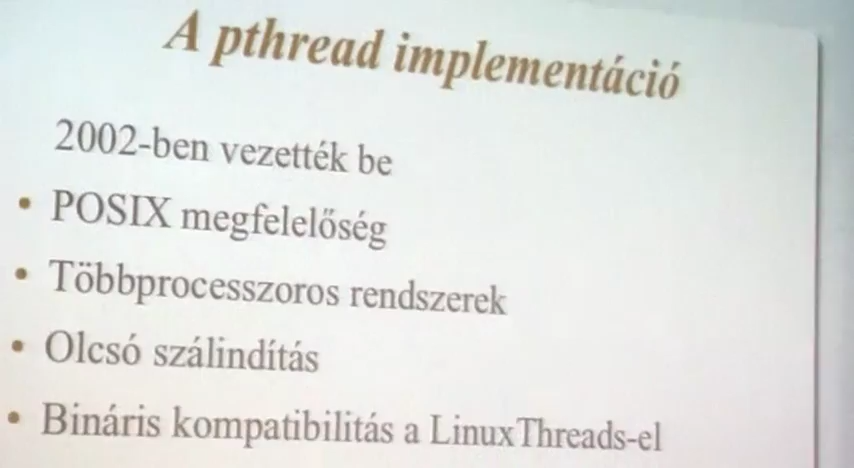 A pthread implementáció
2002-ben vezették be
• POSIX megfelelőség
• Többprocesszoros rendszerek
• Olcsó szálindítás
• Bináris kompatibilitás a LinuxThreads-el